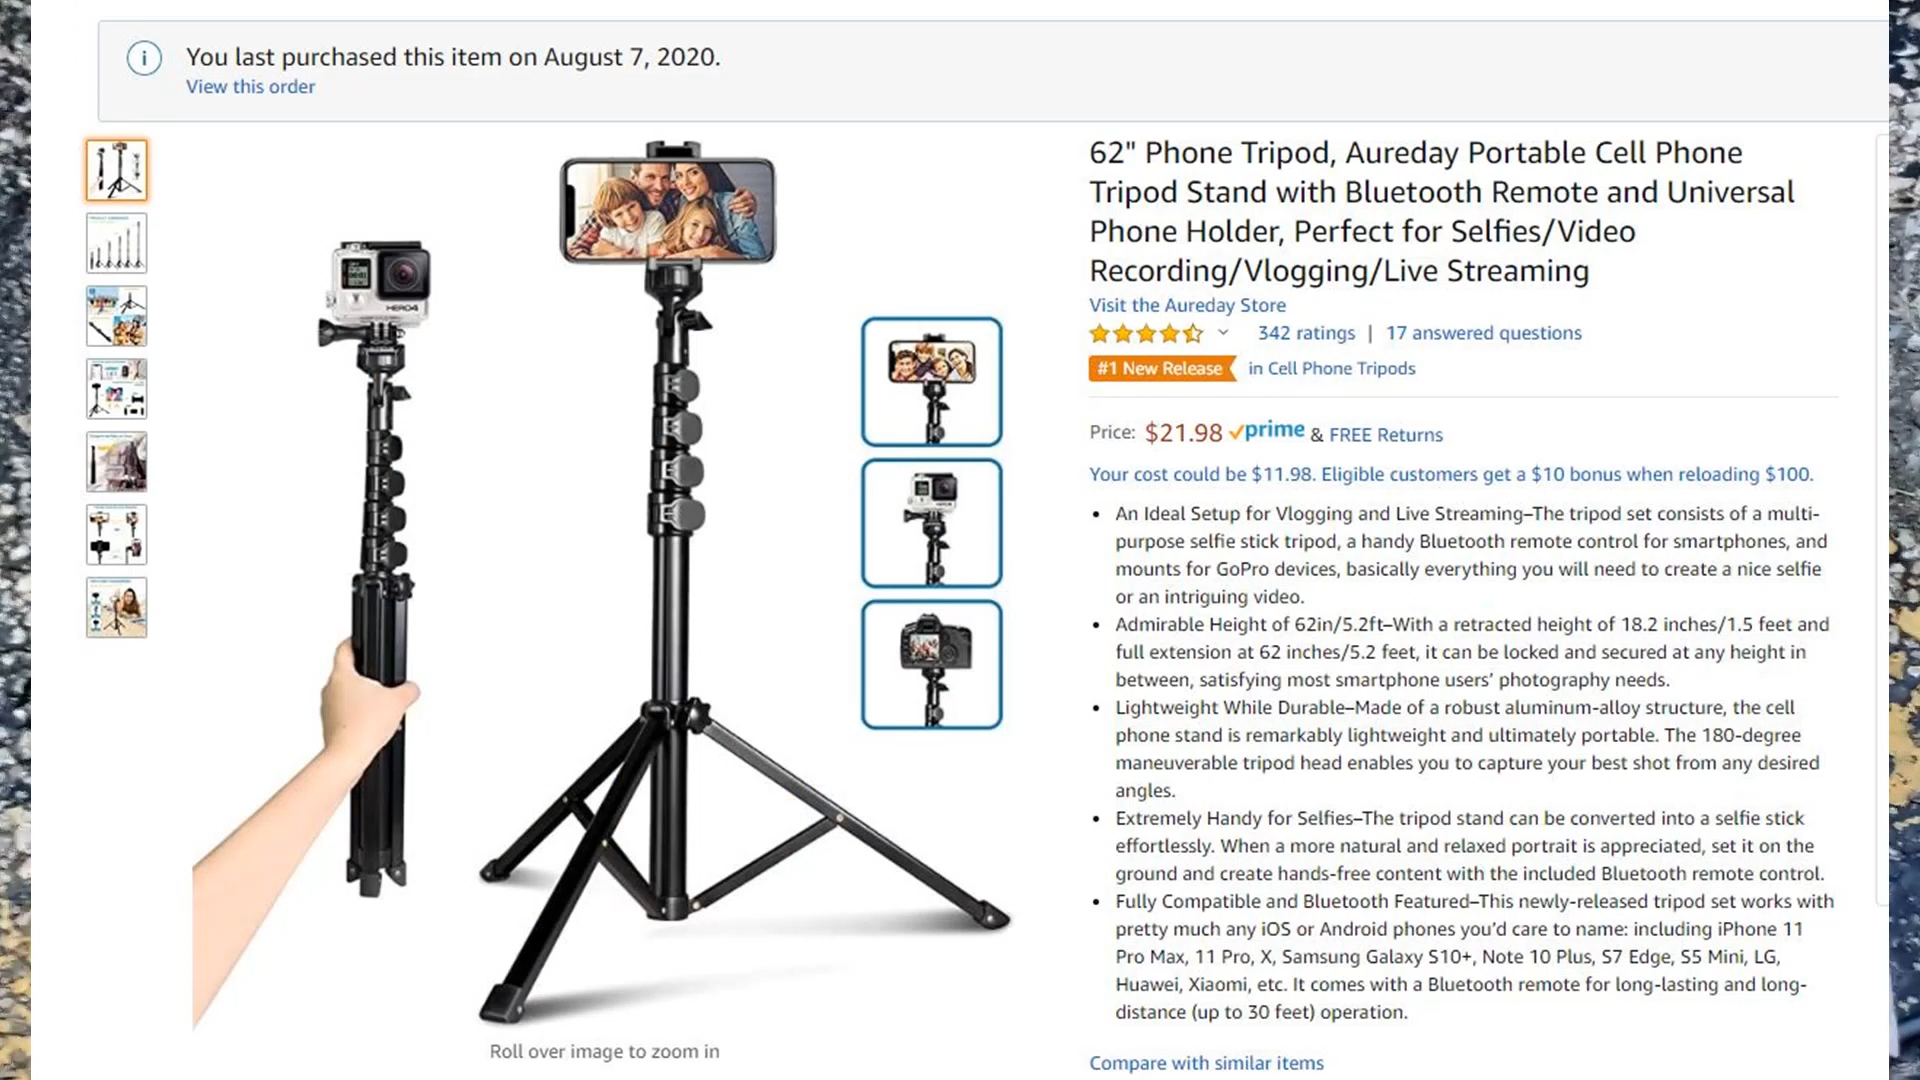 You last purchased this item on August 7, 2020.
View this order
62" Phone Tripod, Aureday Portable Cell Phone
Tripod Stand with Bluetooth Remote and Universal
Phone Holder, Perfect for Selfies/Video
Recording/Vlogging/Live Streaming
Visit the Aureday Store
342 ratings | 17 answered questions
#1 New Release in Cell Phone Tripods
Price: $21.98 prime & FREE Returns
Your cost could be $11.98. Eligible customers get a $10 bonus when reloading $100.
An Ideal Setup for Vlogging and Live Streaming–The tripod set consists of a multi-
purpose selfie stick tripod, a handy Bluetooth remote control for smartphones, and
mounts for GoPro devices, basically everything you will need to create a nice selfie
or an intriguing video.
Admirable Height of 62in/5.2ft–With a retracted height of 18.2 inches/1.5 feet and
full extension at 62 inches/5.2 feet, it can be locked and secured at any height in
between, satisfying most smartphone users’ photography needs.
Lightweight While Durable–Made of a robust aluminum-alloy structure, the cell
phone stand is remarkably lightweight and ultimately portable. The 180-degree
maneuverable tripod head enables you to capture your best shot from any desired
angles.
Extremely Handy for Selfies–The tripod stand can be converted into a selfie stick
effortlessly. When a more natural and relaxed portrait is appreciated, set it on the
ground and create hands-free content with the included Bluetooth remote control.
Fully Compatible and Bluetooth Featured–This newly-released tripod set works with
pretty much any iOS or Android phones you’d care to name: including iPhone 11
Pro Max, 11 Pro, X, Samsung Galaxy S10+, Note 10 Plus, S7 Edge, S5 Mini, LG,
Huawei, Xiaomi, etc. It comes with a Bluetooth remote for long-lasting and long-
distance (up to 30 feet) operation.
Compare with similar items
HERO4
Roll over image to zoom in